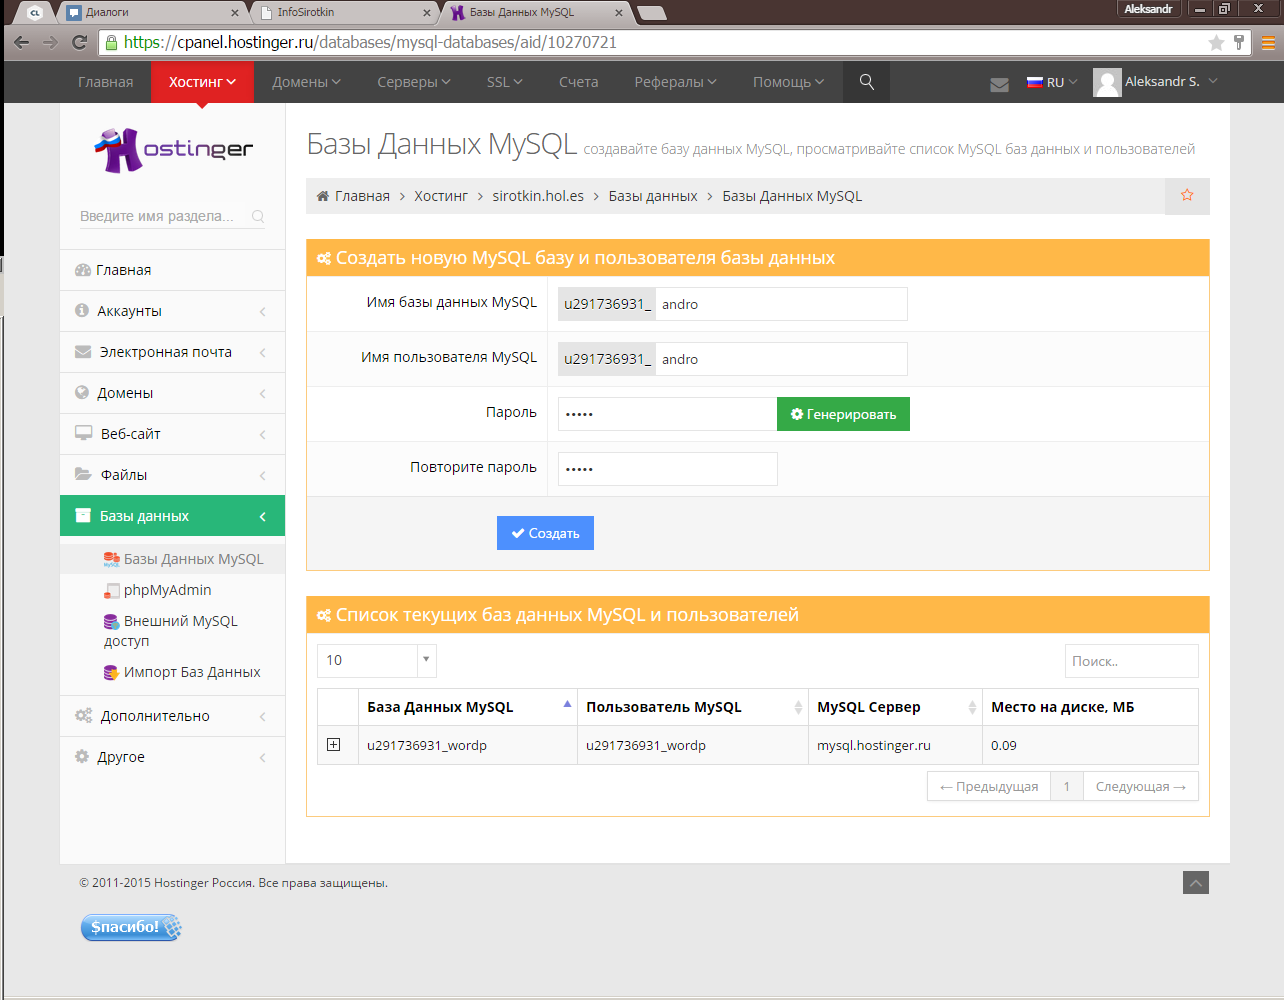 CL
Диалоги
InfoSirotkin
Базы Данных MySQL
Aleksandr
https://cpanel.hostinger.ru/databases/mysql-databases/aid/10270721
Главная
Хостинг
Домены
Серверы
SSL
Счета
Рефералы
Помощь
RU
Aleksandr S.
Hostinger
Введите имя раздела...
Главная
Аккаунты
Электронная почта
Домены
Веб-сайт
Файлы
Базы данных
Базы Данных MySQL
phpMyAdmin
Внешний MySQL
доступ
Импорт Баз Данных
Дополнительно
Другое
Базы Данных MySQL создавайте базу данных MySQL, просматривайте список MySQL баз данных и пользователей
Главная > Хостинг > sirotkin.hol.es > Базы данных > Базы Данных MySQL
Создать новую MySQL базу и пользователя базы данных
Имя базы данных MySQL u291736931_ andro
Имя пользователя MySQL u291736931_ andro
Пароль ••••• Генерировать
Повторите пароль •••••
Создать
Список текущих баз данных MySQL и пользователей
10
Поиск..
База Данных MySQL Пользователь MySQL MySQL Сервер Место на диске, МБ
u291736931_wordp u291736931_wordp mysql.hostinger.ru 0.09
← Предыдущая 1 Следующая →
© 2011-2015 Hostinger Россия. Все права защищены.
$пасибо!